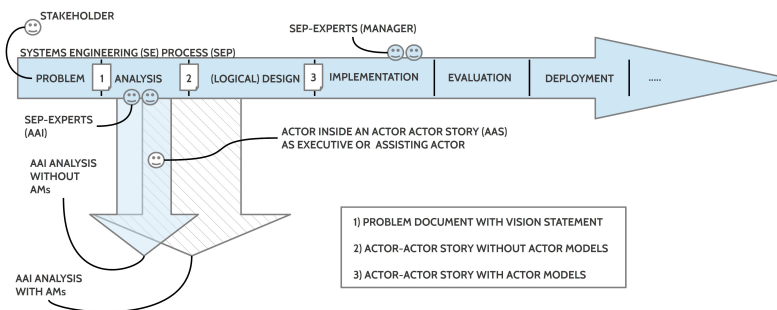 STAKEHOLDER
SEP-EXPERTS (MANAGER)
SYSTEMS ENGINEERING (SE) PROCESS (SEP)
PROBLEM 1 ANALYSIS 2 (LOGICAL) DESIGN 3 IMPLEMENTATION EVALUATION DEPLOYMENT .....
SEP-EXPERTS
(AAI)
ACTOR INSIDE AN ACTOR ACTOR STORY (AAS)
AS EXECUTIVE OR ASSISTING ACTOR
AAI ANALYSIS
WITHOUT
AMs
1) PROBLEM DOCUMENT WITH VISION STATEMENT
2) ACTOR-ACTOR STORY WITHOUT ACTOR MODELS
3) ACTOR-ACTOR STORY WITH ACTOR MODELS
AAI ANALYSIS
WITH AMs